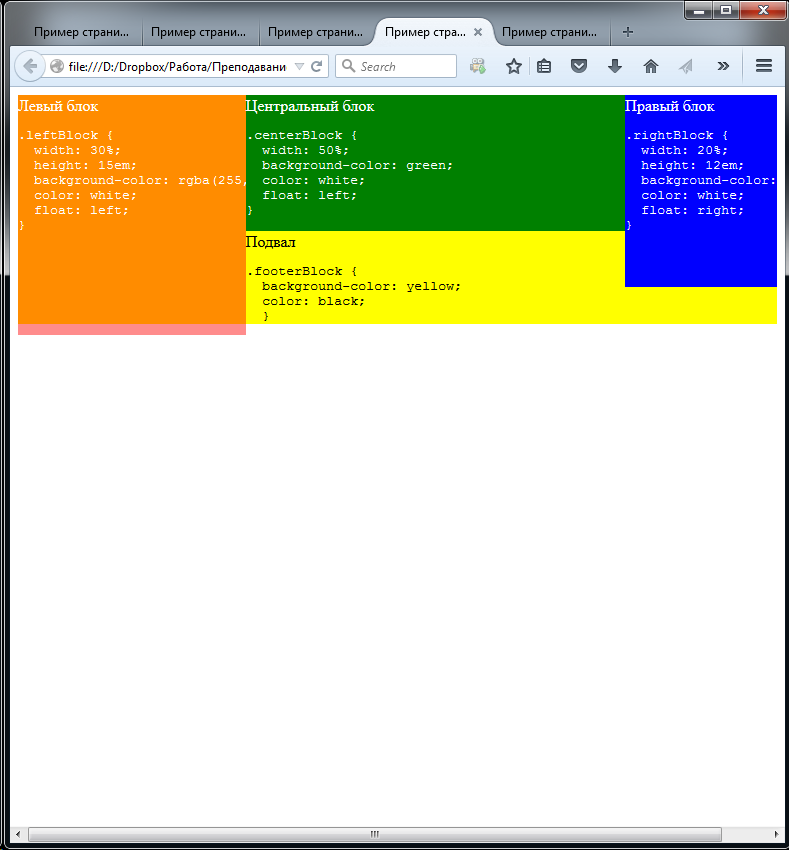 Пример страни...
Пример страни...
Пример страни...
Пример стра...
Пример страни...
file:///D:/Dropbox/Работа/Преподавани
Search
Левый блок
.leftBlock {
width: 30%;
height: 15em;
background-color: rgba(255,
color: white;
float: left;
}
Центральный блок
.centerBlock {
width: 50%;
background-color: green;
color: white;
float: left;
}
Правый блок
.rightBlock {
width: 20%;
height: 12em;
background-color:
color: white;
float: right;
}
Подвал
.footerBlock {
background-color: yellow;
color: black;
}